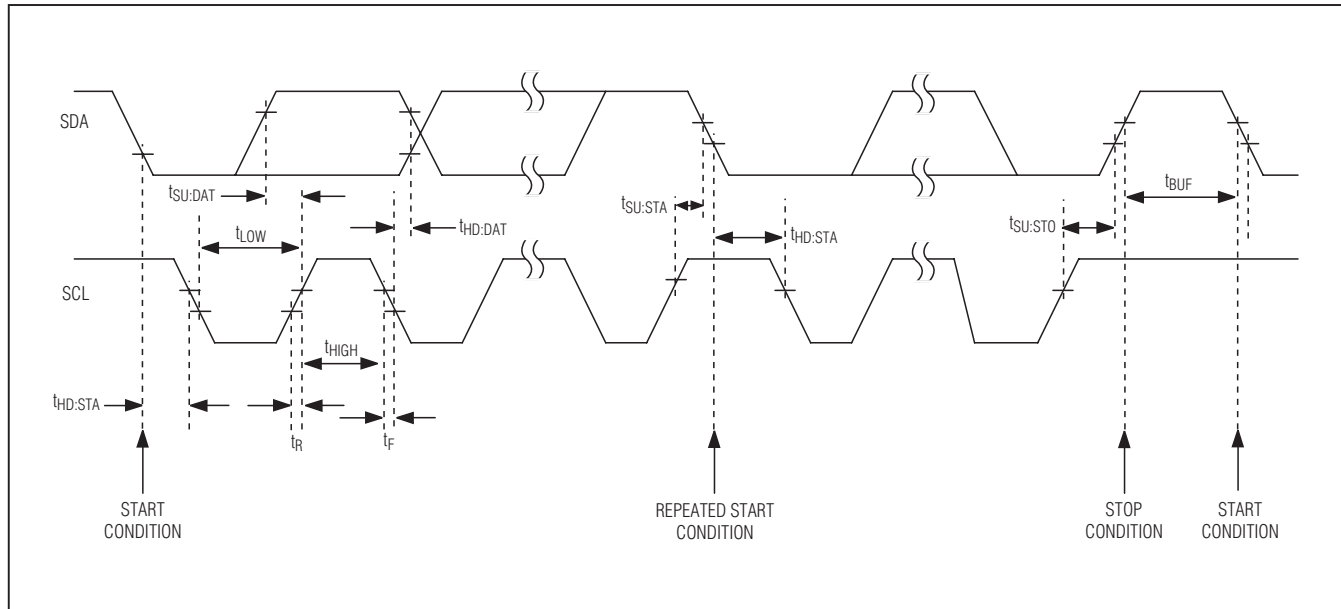 SDA
tSU:DAT
tBUF
tSU:STA
tLOW
tHD:DAT
tSU:STO
tHD:STA
SCL
tHIGH
tHD:STA
tR
tF
START
CONDITION
REPEATED START
CONDITION
STOP
CONDITION
START
CONDITION